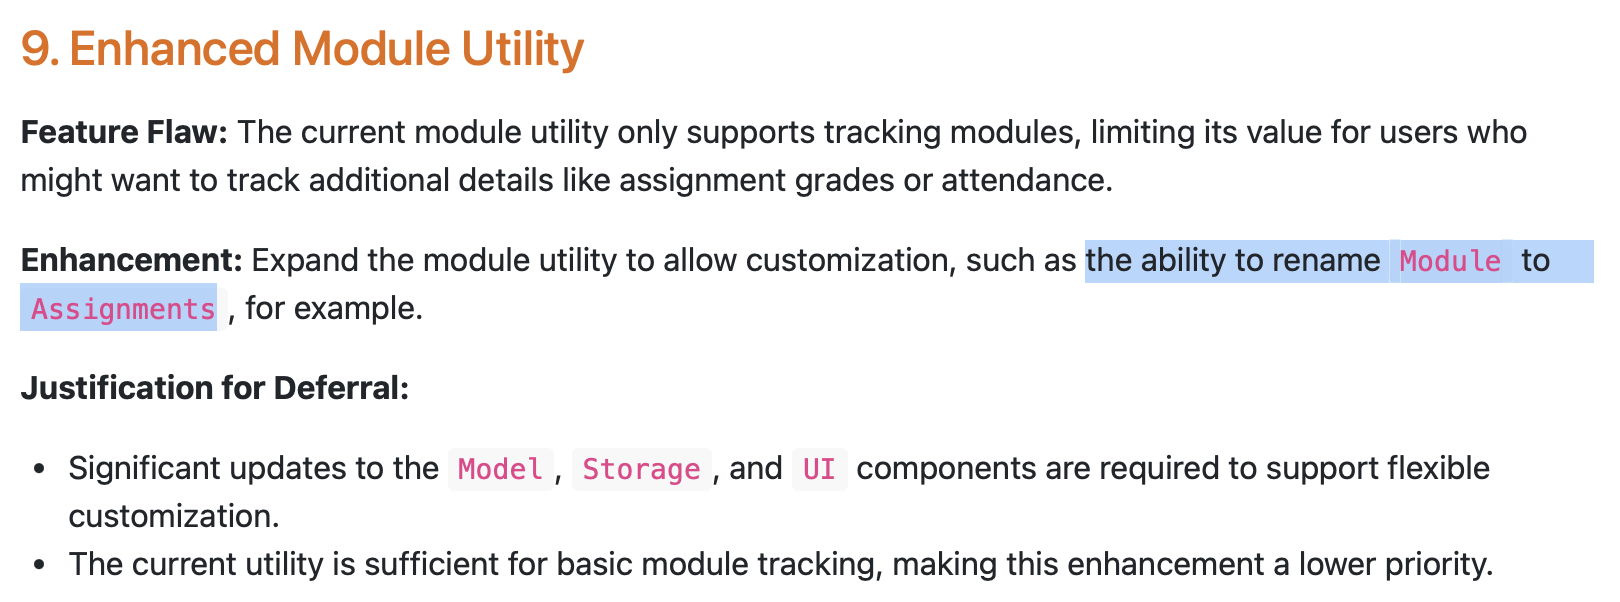 9. Enhanced Module Utility
Feature Flaw: The current module utility only supports tracking modules, limiting its value for users who
might want to track additional details like assignment grades or attendance.
Enhancement: Expand the module utility to allow customization, such as the ability to rename Module to
Assignments, for example.
Justification for Deferral:
• Significant updates to the Model, Storage, and UI components are required to support flexible
customization.
• The current utility is sufficient for basic module tracking, making this enhancement a lower priority.